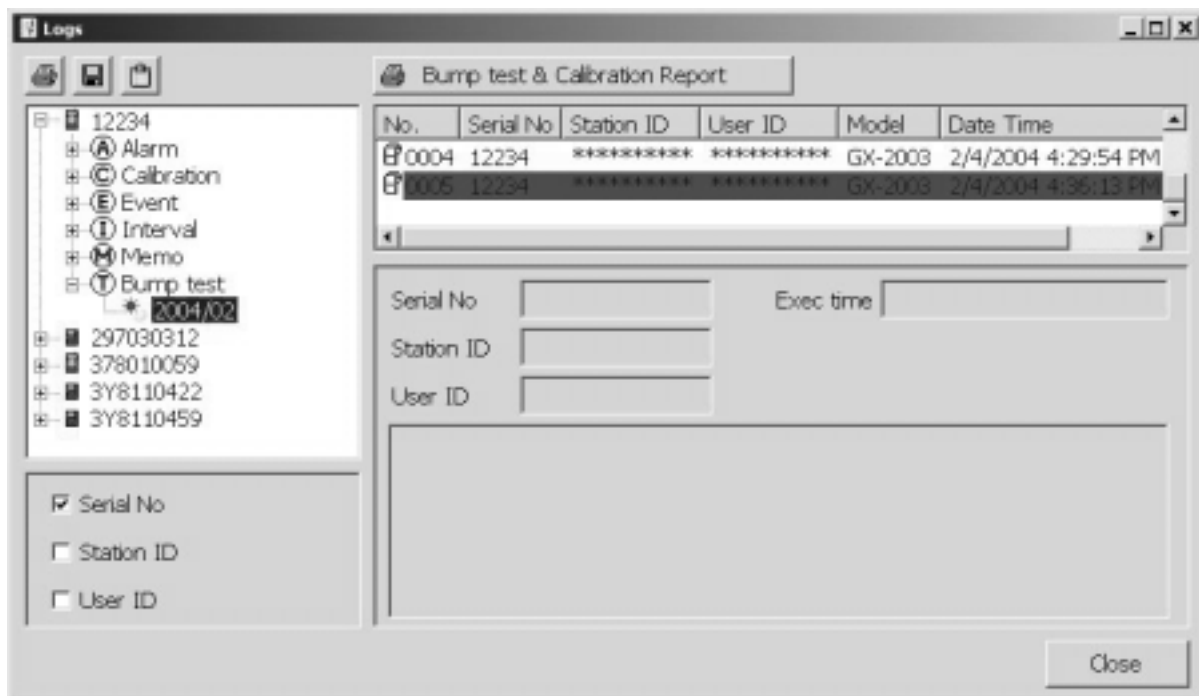 Logs
Bump test & Calibration Report
12234
A Alarm
C Calibration
E Event
I Interval
M Memo
T Bump test
2004/02
297030312
378010059
3Y8110422
3Y8110459
Serial No
Station ID
User ID
No. Serial No Station ID User ID Model Date Time
0004 12234 ********** ********** GX-2003 2/4/2004 4:29:54 PM
0005 12234 ********** ********** GX-2003 2/4/2004 4:36:13 PM
Serial No Exec time
Station ID
User ID
Close